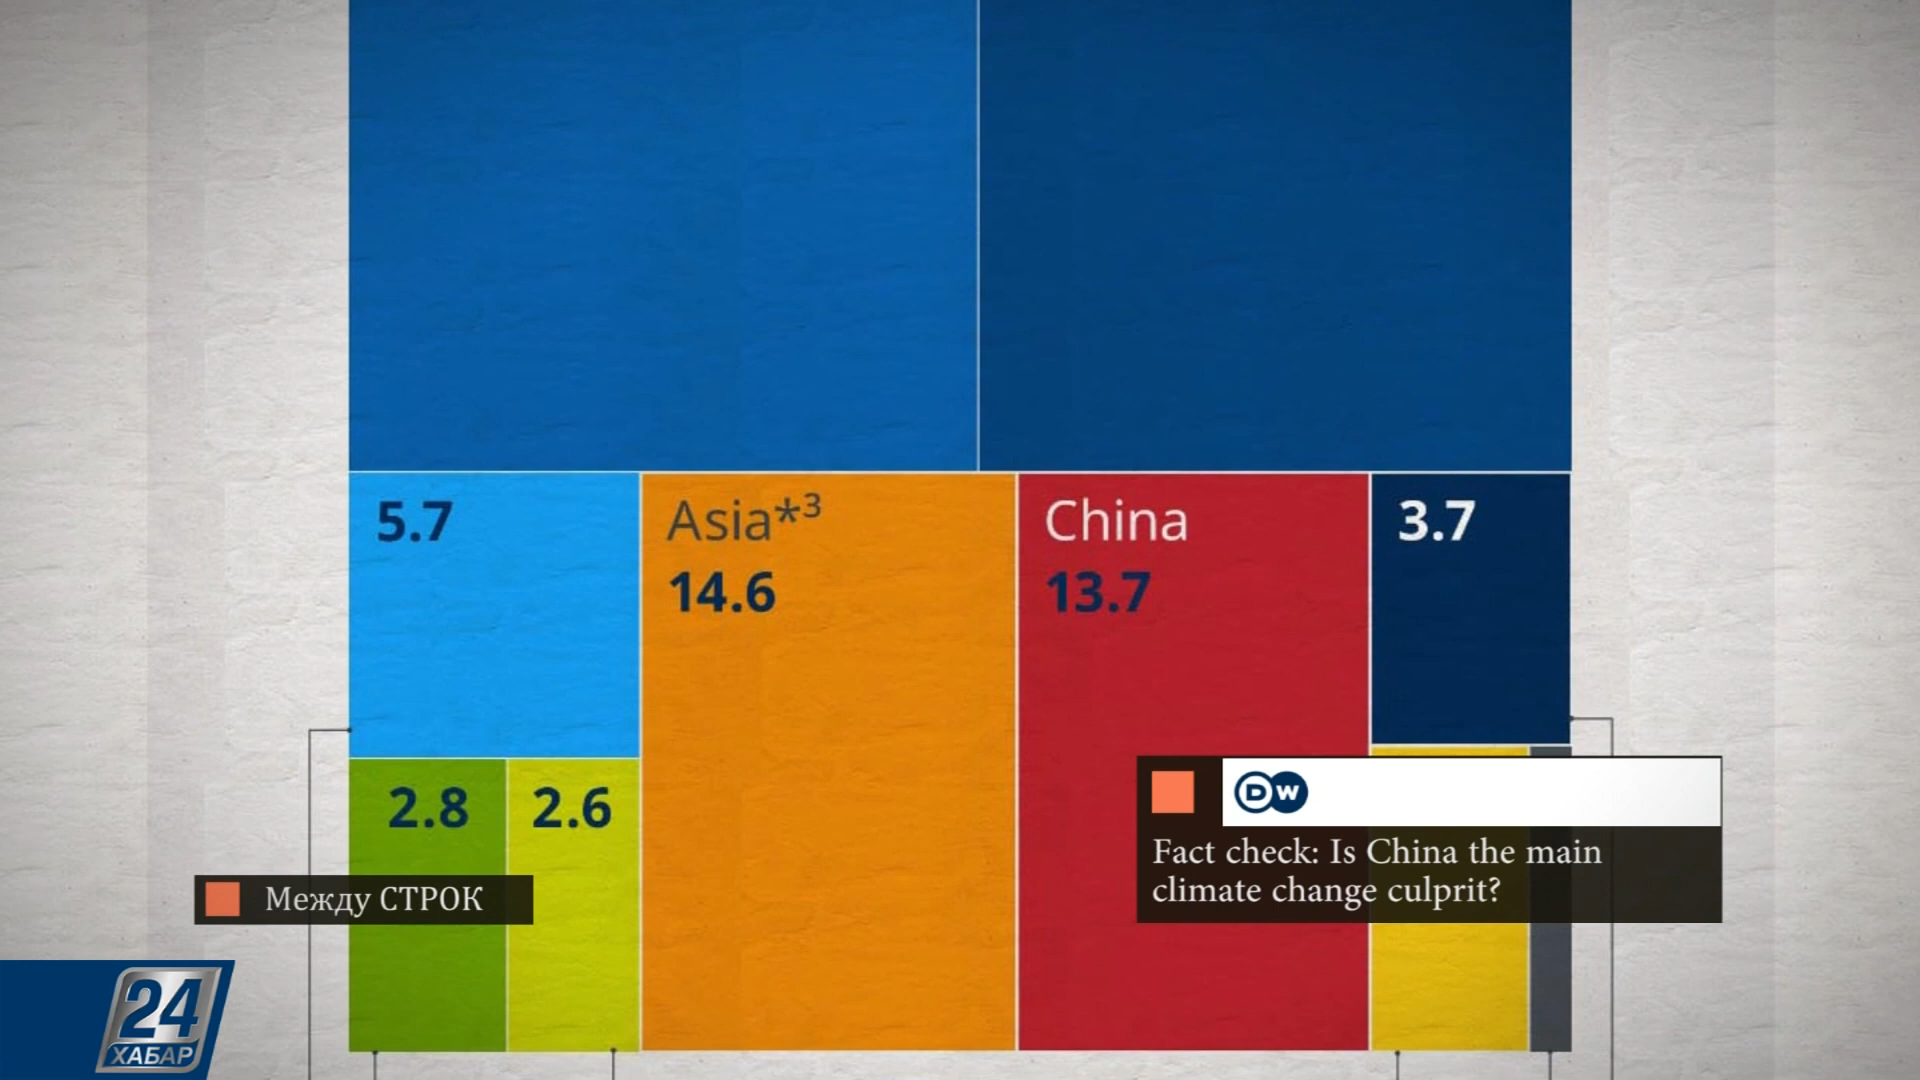 5.7
Asia*³
14.6
China
13.7
3.7
2.8
2.6
DW
Fact check: Is China the main
climate change culprit?
Между СТРОК
24
ХАБАР